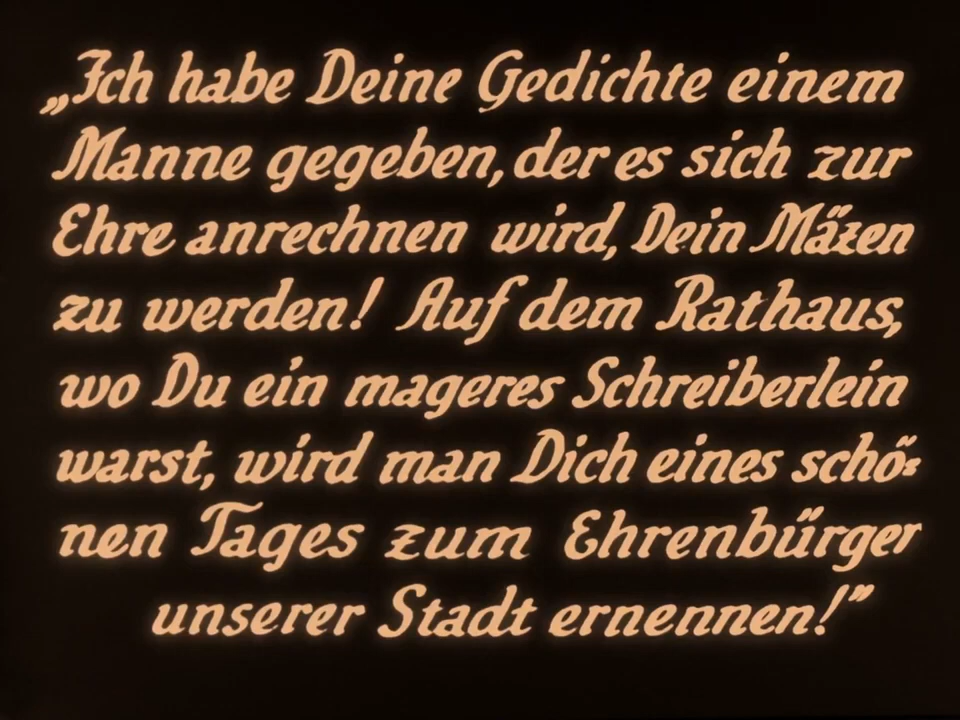 „Ich habe Deine Gedichte einem
Manne gegeben, der es sich zur
Ehre anrechnen wird, Dein Mäzen
zu werden! Auf dem Rathaus,
wo Du ein mageres Schreiberlein
warst, wird man Dich eines schö-
nen Tages zum Ehrenbürger
unserer Stadt ernennen!”